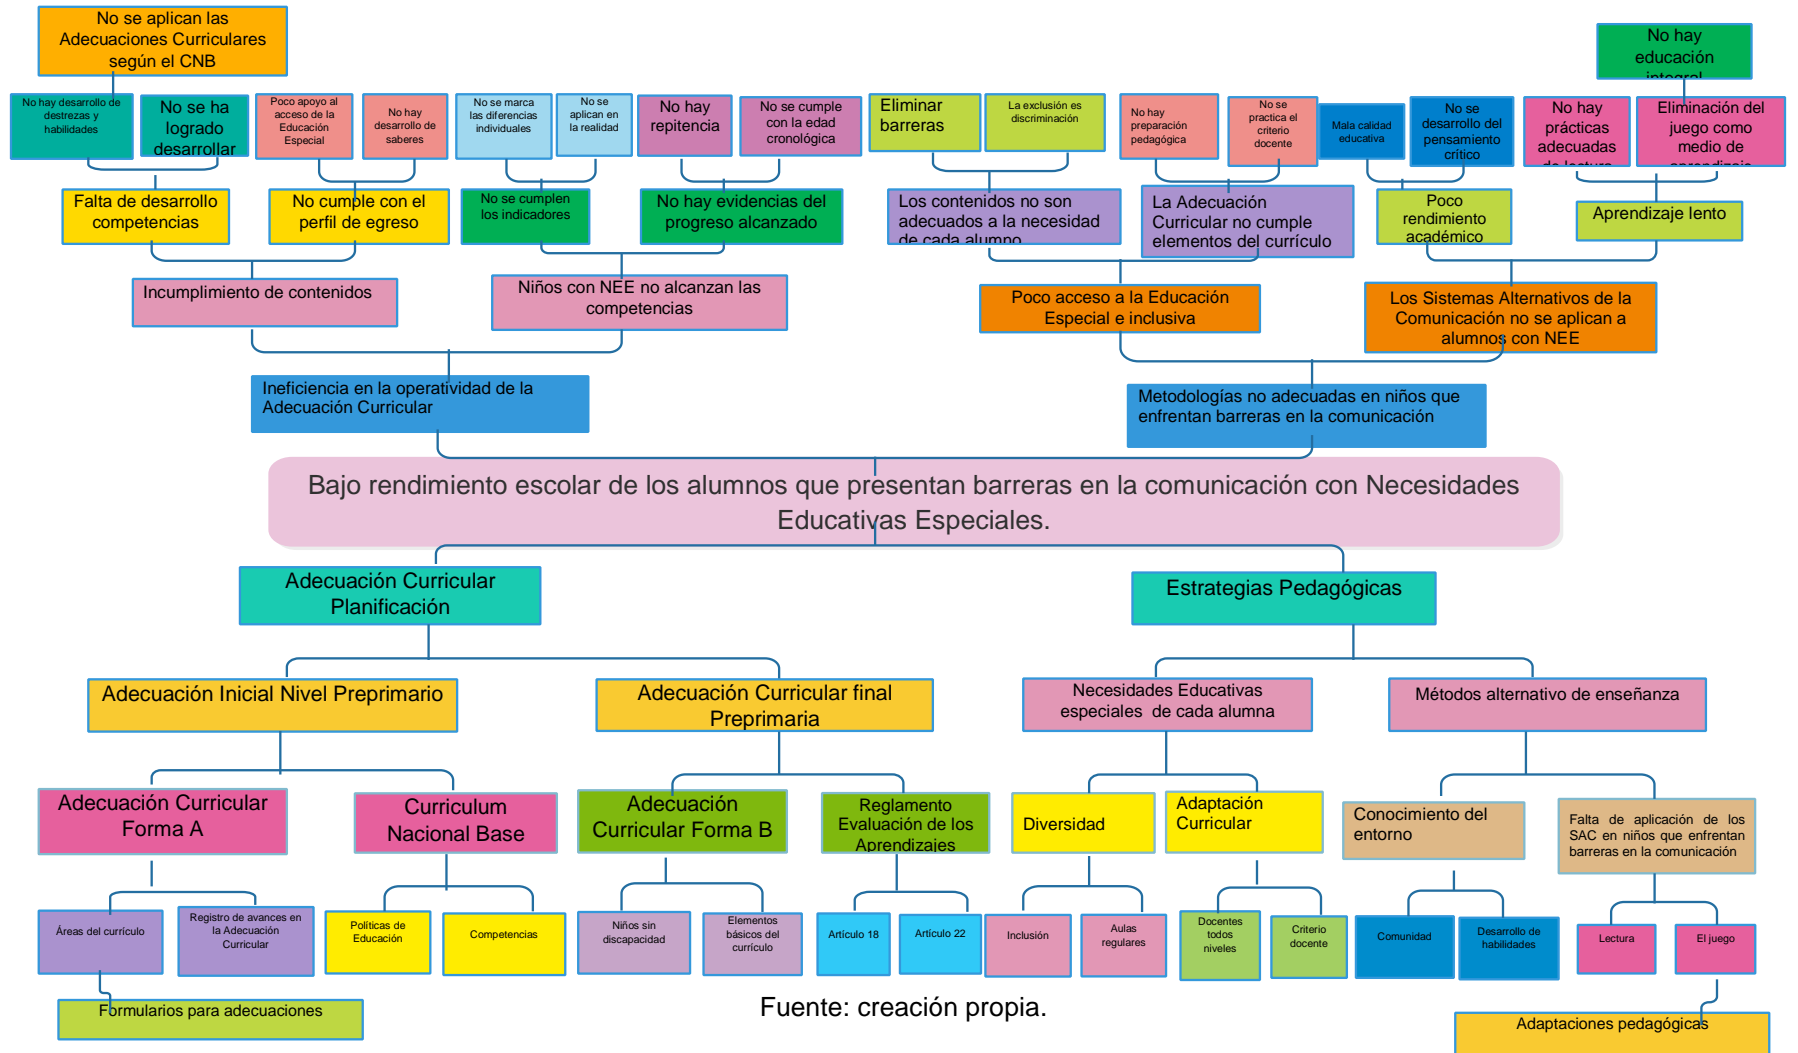 No se aplican las
Adecuaciones Curriculares
según el CNB
No hay
educación
integral
No hay desarrollo de
destrezas y
habilidades
No se ha
logrado
desarrollar
Poco apoyo al
acceso de la
Educación
Especial
No hay
desarrollo de
saberes
No se marca
las diferencias
individuales
No se
aplican en
la realidad
No hay
repitencia
No se cumple
con la edad
cronológica
Eliminar
barreras
La exclusión es
discriminación
No hay
preparación
pedagógica
No se
practica el
criterio
docente
Mala calidad
educativa
No se
desarrollo del
pensamiento
crítico
No hay
prácticas
adecuadas
de lectura
Eliminación del
juego como
medio de
aprendizaje
Falta de desarrollo
competencias
No cumple con el
perfil de egreso
No se cumplen
los indicadores
No hay evidencias del
progreso alcanzado
Los contenidos no son
adecuados a la necesidad
de cada alumno
La Adecuación
Curricular no cumple
elementos del currículo
Poco
rendimiento
académico
Aprendizaje lento
Incumplimiento de contenidos
Niños con NEE no alcanzan las
competencias
Poco acceso a la Educación
Especial e inclusiva
Los Sistemas Alternativos de la
Comunicación no se aplican a
alumnos con NEE
Ineficiencia en la operatividad de la
Adecuación Curricular
Metodologías no adecuadas en niños que
enfrentan barreras en la comunicación
Bajo rendimiento escolar de los alumnos que presentan barreras en la comunicación con Necesidades
Educativas Especiales.
Adecuación Curricular
Planificación
Estrategias Pedagógicas
Adecuación Inicial Nivel Preprimario
Adecuación Curricular final
Preprimaria
Necesidades Educativas
especiales de cada alumna
Métodos alternativo de enseñanza
Adecuación Curricular
Forma A
Curriculum
Nacional Base
Adecuación
Curricular Forma B
Reglamento
Evaluación de los
Aprendizajes
Diversidad
Adaptación
Curricular
Conocimiento del
entorno
Falta de aplicación de los
SAC en niños que enfrentan
barreras en la comunicación
Áreas del currículo
Registro de avances en
la Adecuación
Curricular
Políticas de
Educación
Competencias
Niños sin
discapacidad
Elementos
básicos del
currículo
Artículo 18
Artículo 22
Inclusión
Aulas
regulares
Docentes
todos
niveles
Criterio
docente
Comunidad
Desarrollo de
habilidades
Lectura
El juego
Formularios para adecuaciones
Fuente: creación propia.
Adaptaciones pedagógicas